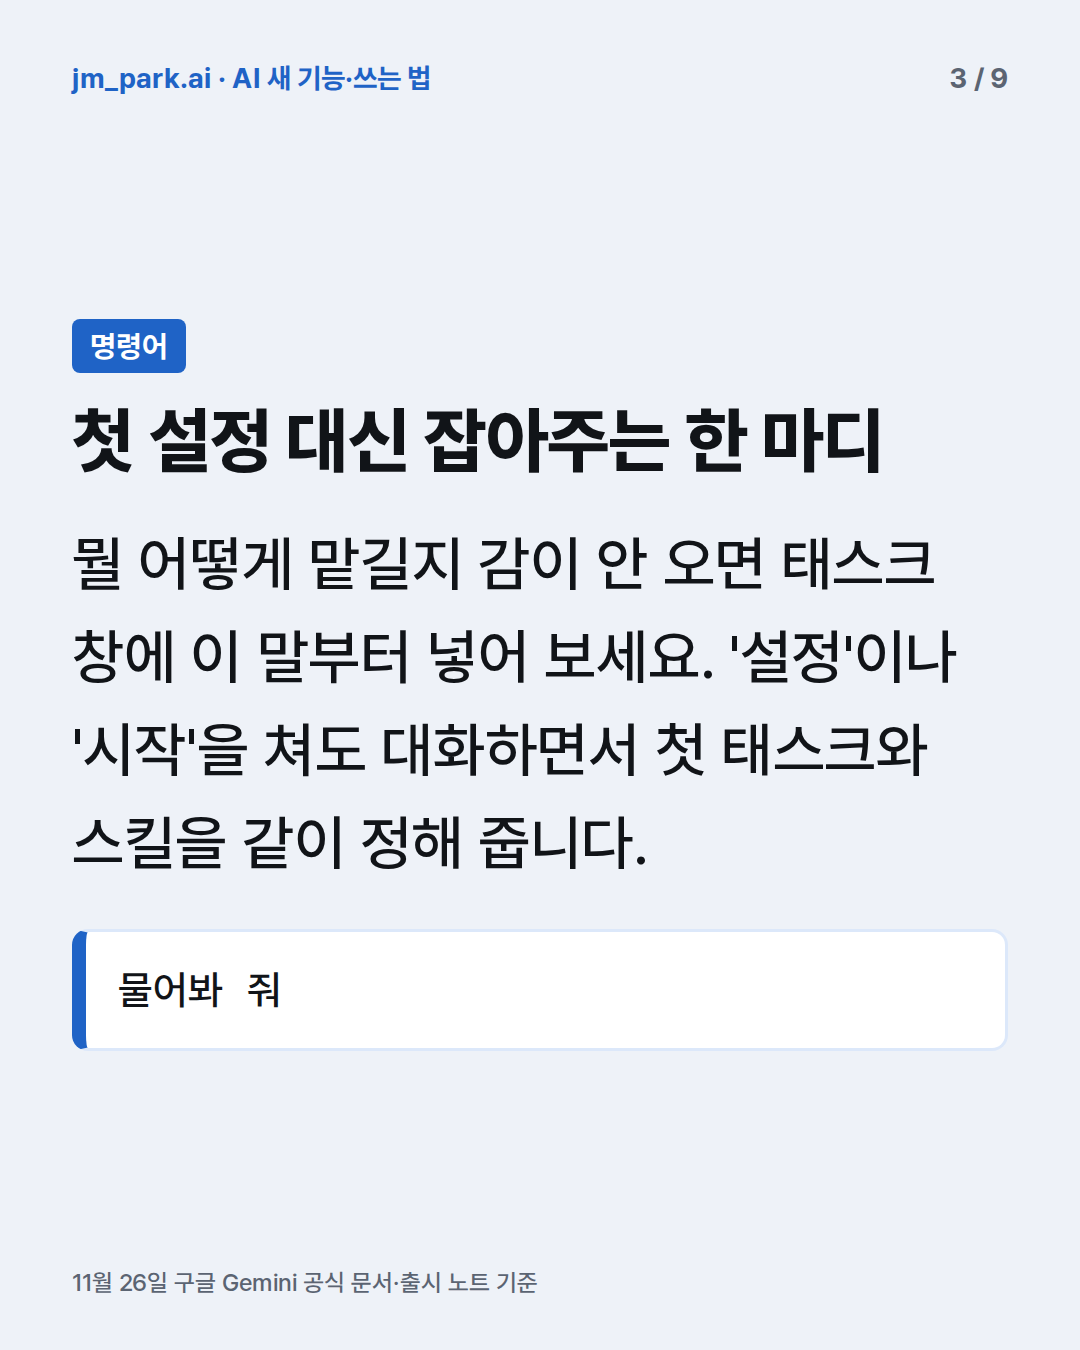 jm_park.ai · AI 새 기능·쓰는 법
3 / 9
명령어
첫 설정 대신 잡아주는 한 마디
뭘 어떻게 맡길지 감이 안 오면 태스크
창에 이 말부터 넣어 보세요. '설정'이나
'시작'을 쳐도 대화하면서 첫 태스크와
스킬을 같이 정해 줍니다.
물어봐 줘
11월 26일 구글 Gemini 공식 문서·출시 노트 기준